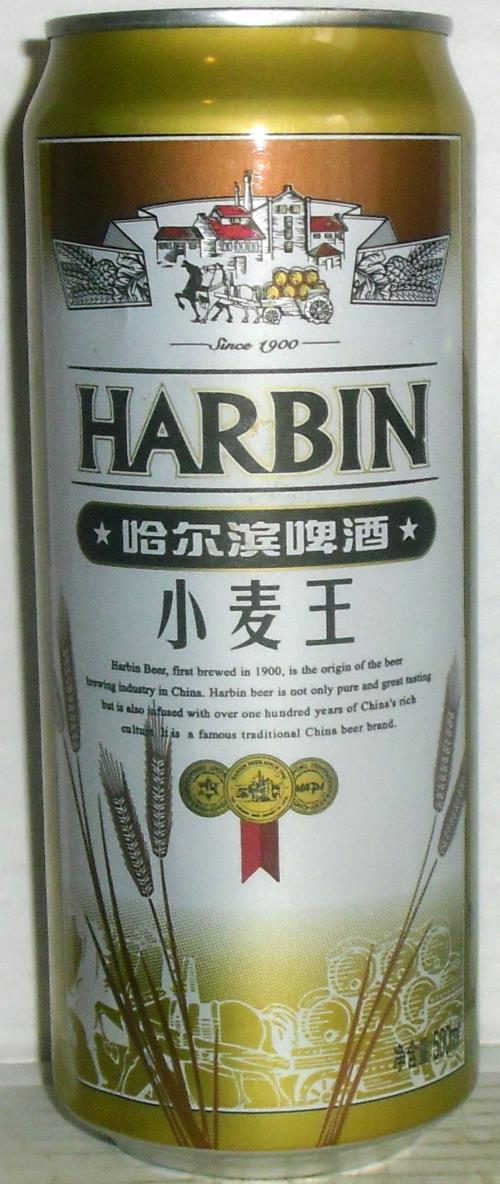 Since 1900
HARBIN
哈尔滨啤酒
小麦王
Harbin Beer, first brewed in 1900, is the origin of the beer
brewing industry in China. Harbin beer is not only pure and great tasting
but is also infused with over one hundred years of China's rich
culture. It is a famous traditional China beer brand.
净含量